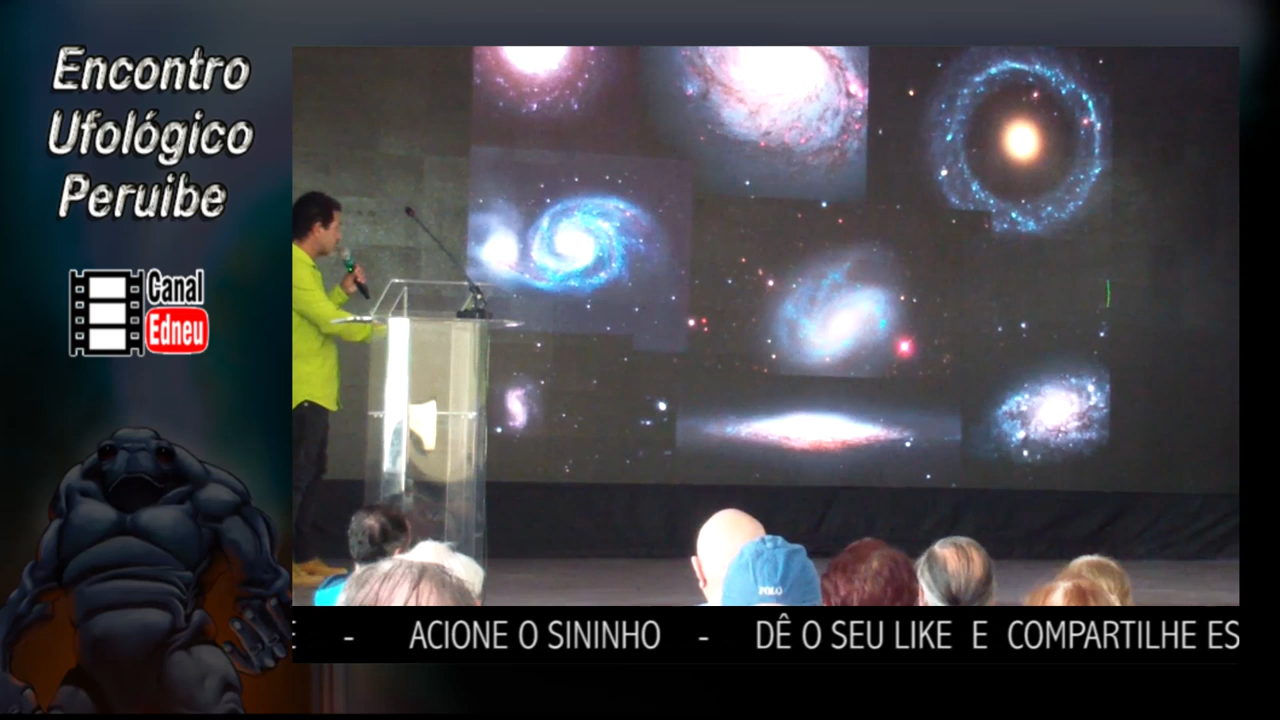 Encontro
Ufológico
Peruibe
Canal
Edneu
POLO
E - ACIONE O SININHO - DÊ O SEU LIKE E COMPARTILHE ES